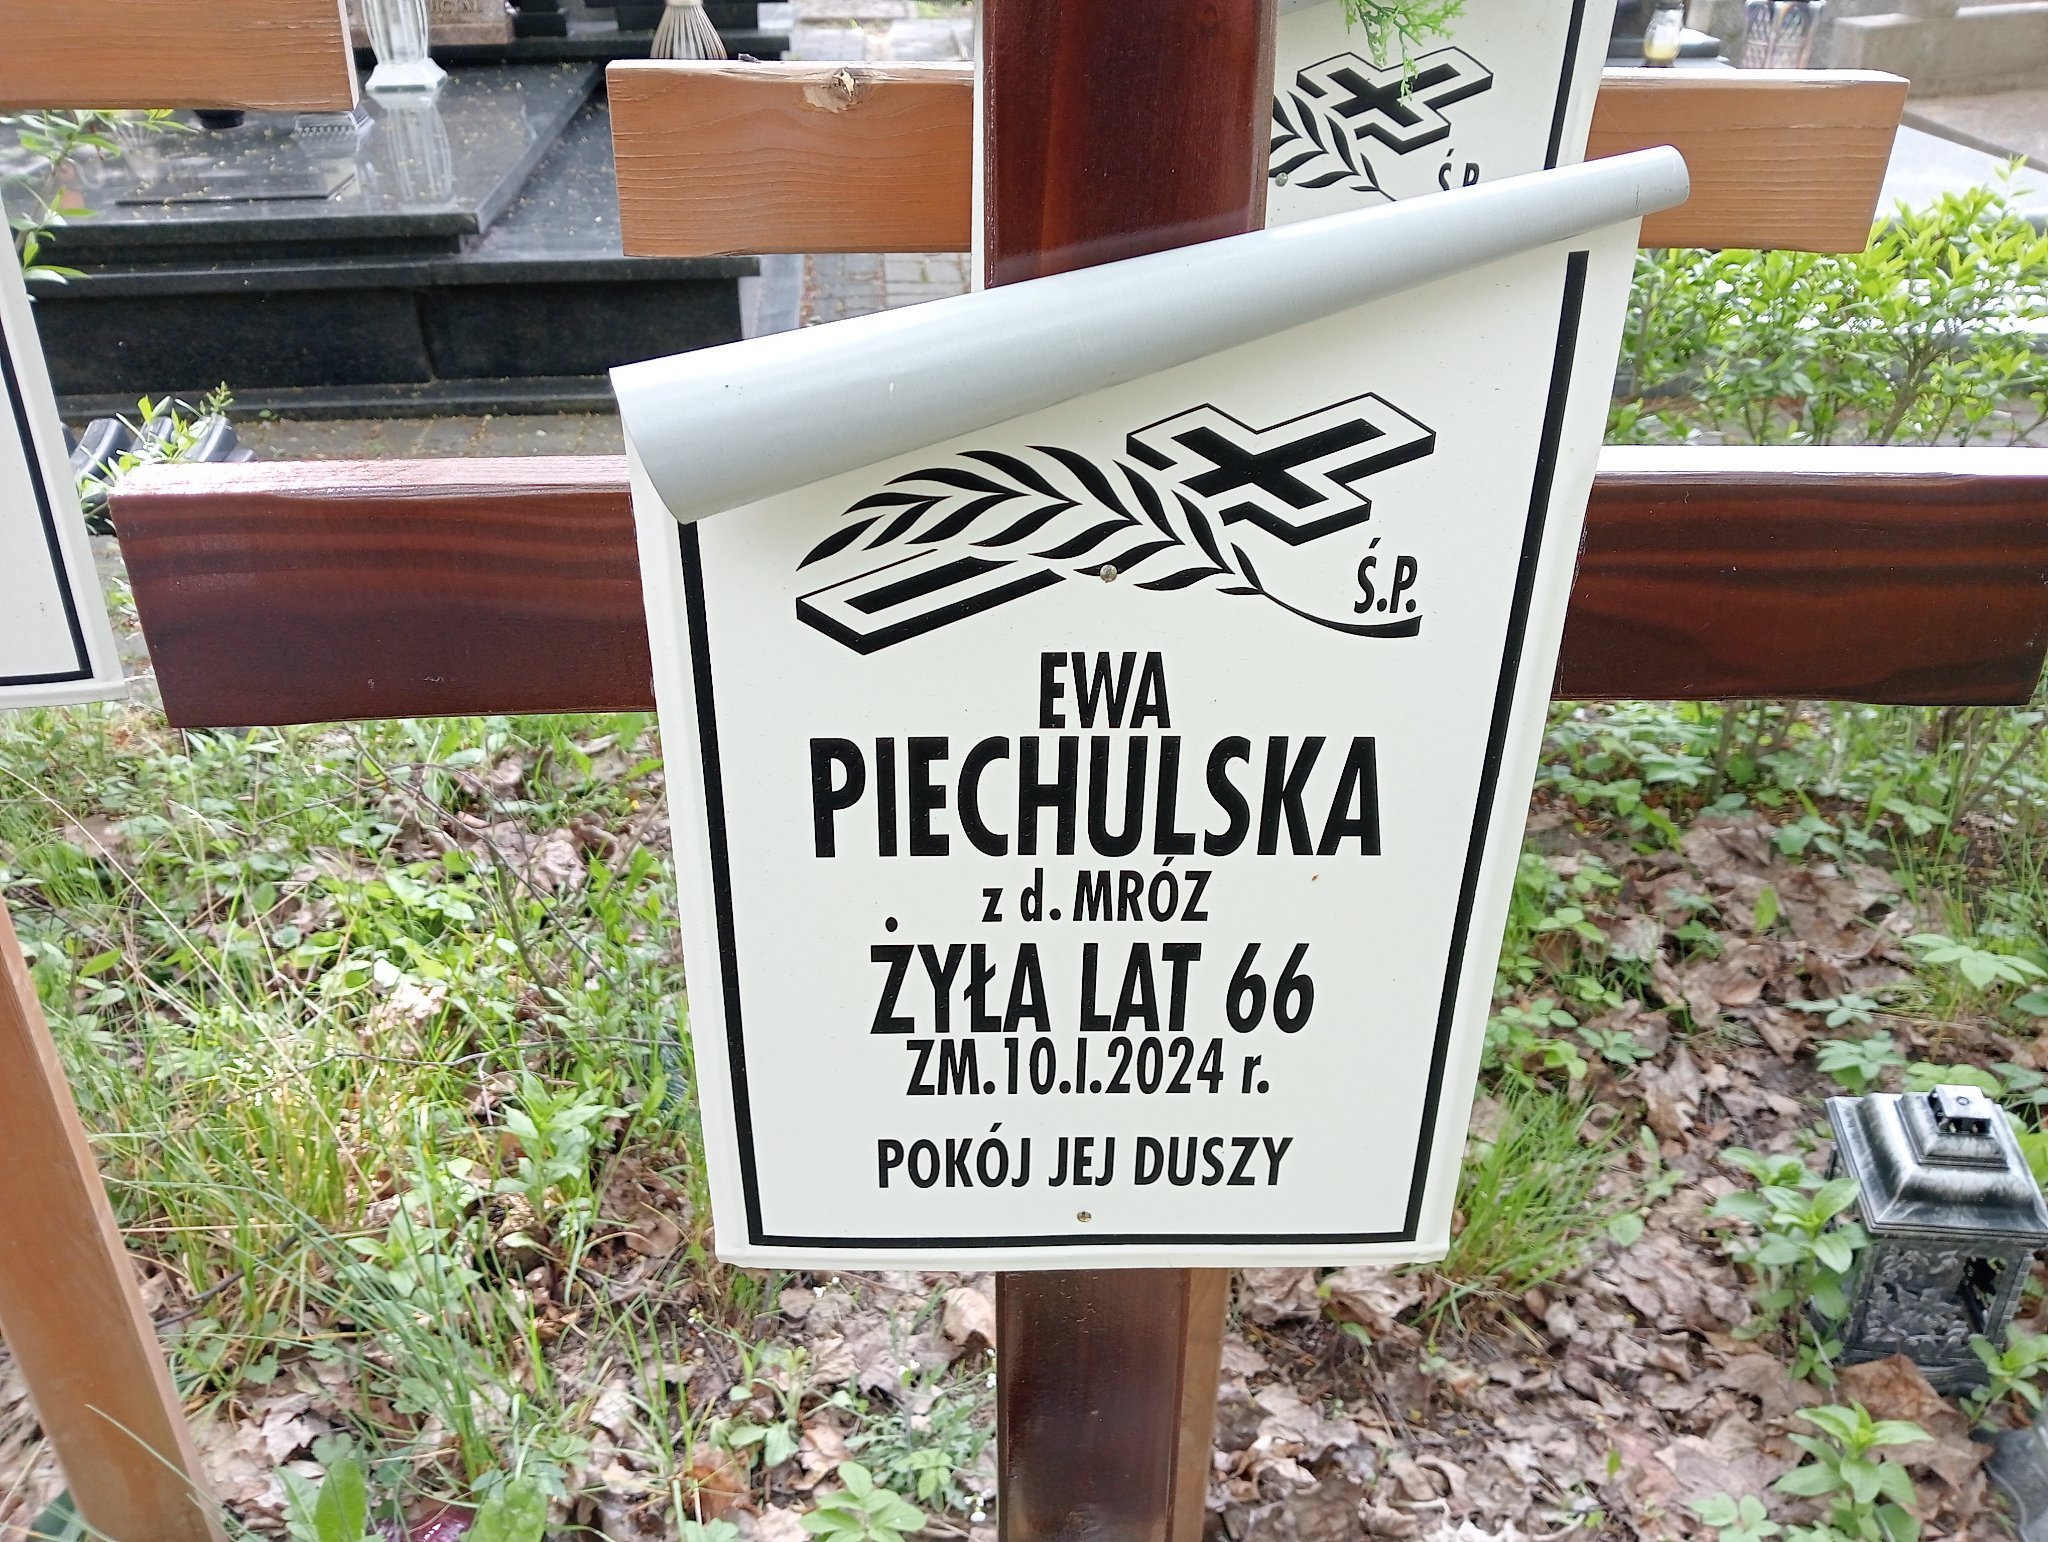 Ś.P.
Ś.P.
EWA
PIECHULSKA
z d. MRÓZ
ŻYŁA LAT 66
ZM.10.I.2024 r.
POKÓJ JEJ DUSZY